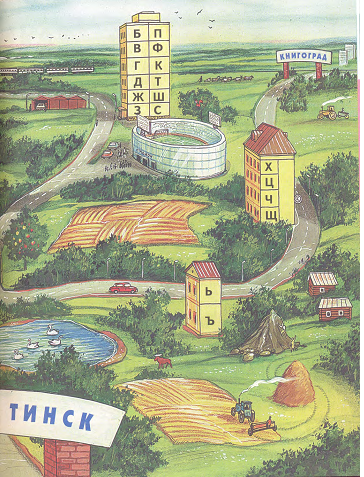 Б П
В Ф
Г К
Д Т
Ж Ш
З С
КНИГОГРАД
Х
Ц
Ч
Щ
Ь
Ъ
ТИНСК